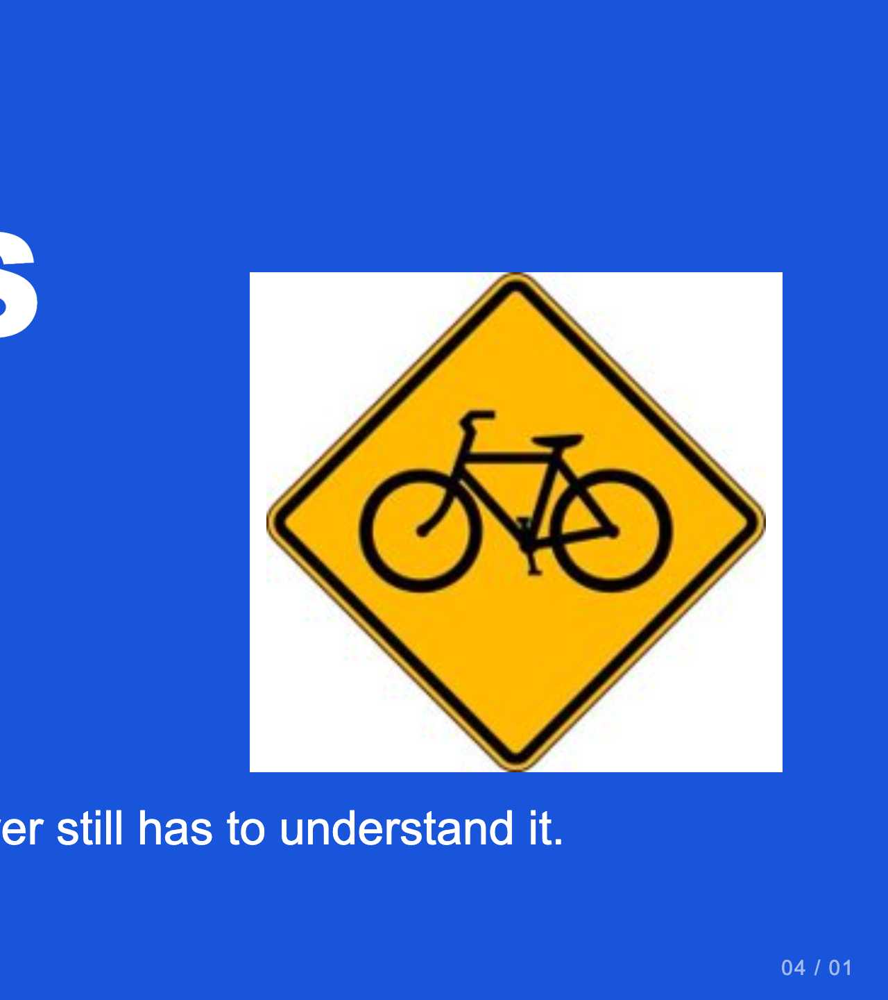 s
er still has to understand it.
04 / 01